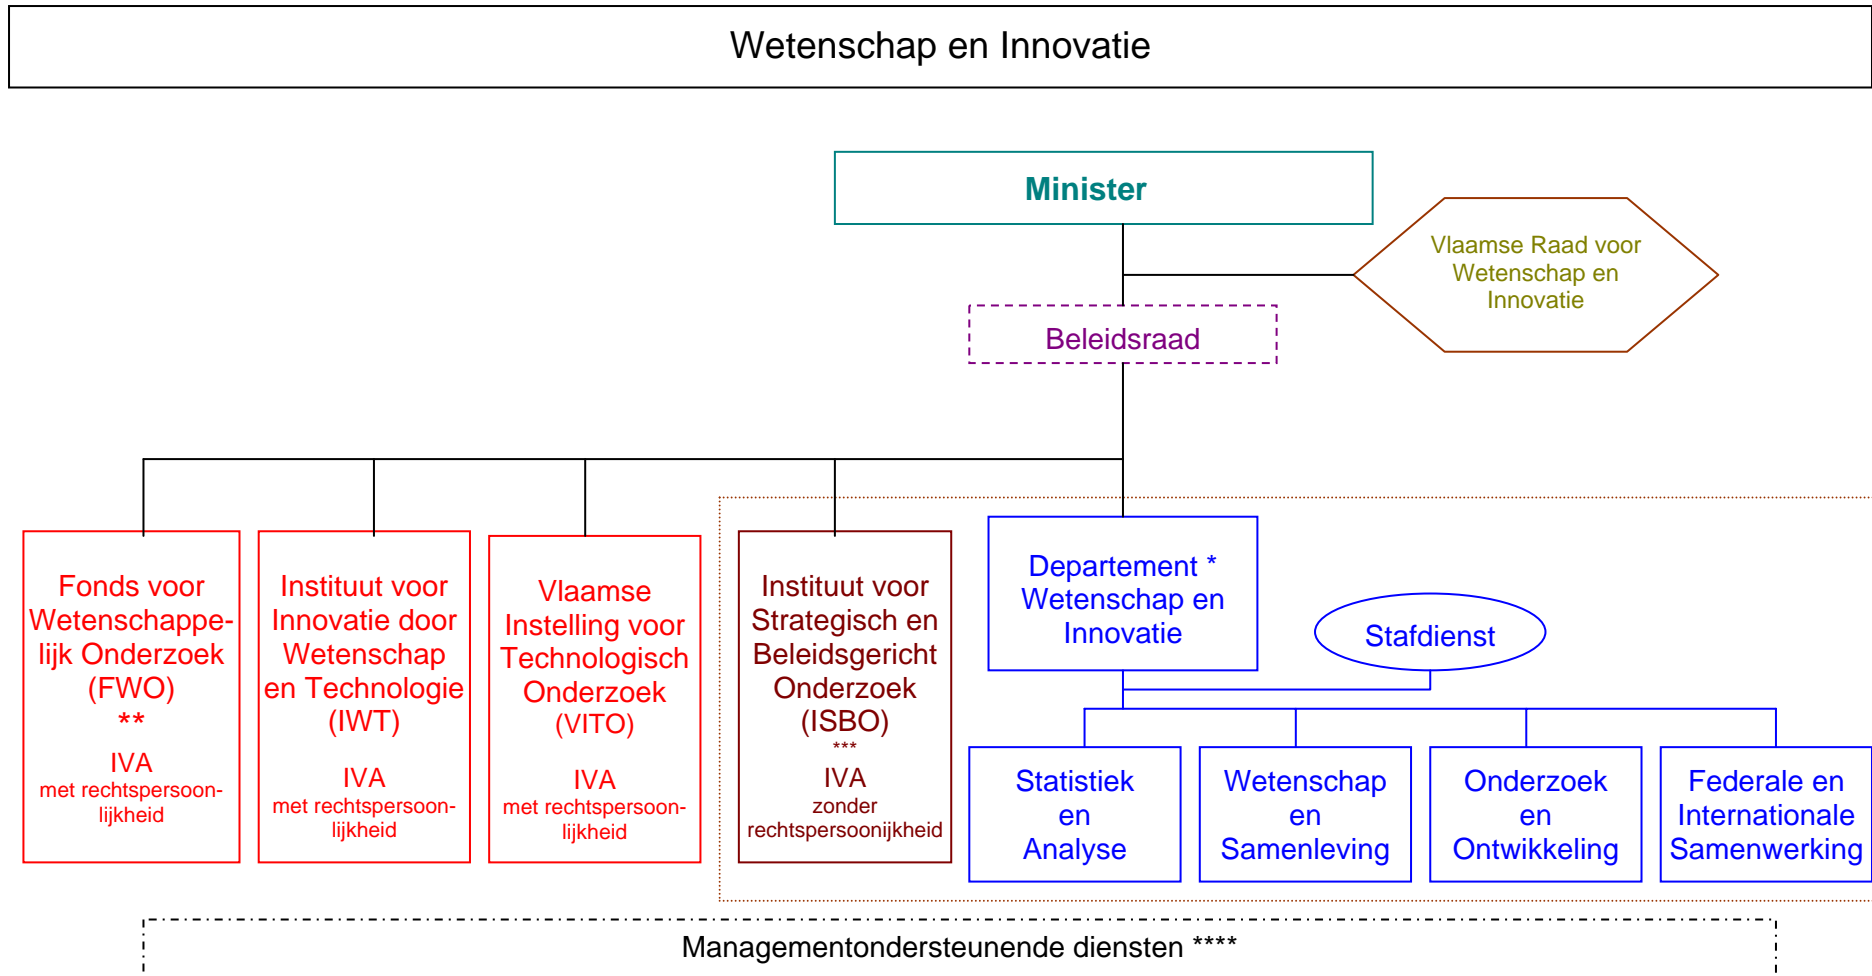 Wetenschap en Innovatie
Minister
Vlaamse Raad voor
Wetenschap en
Innovatie
Beleidsraad
Fonds voor
Wetenschappe-
lijk Onderzoek
(FWO)
**
IVA
met rechtspersoon-
lijkheid
Instituut voor
Innovatie door
Wetenschap
en Technologie
(IWT)
IVA
met rechtspersoon-
lijkheid
Vlaamse
Instelling voor
Technologisch
Onderzoek
(VITO)
IVA
met rechtspersoon-
lijkheid
Instituut voor
Strategisch en
Beleidsgericht
Onderzoek
(ISBO)
***
IVA
zonder
rechtspersoonijkheid
Departement *
Wetenschap en
Innovatie
Stafdienst
Statistiek
en
Analyse
Wetenschap
en
Samenleving
Onderzoek
en
Ontwikkeling
Federale en
Internationale
Samenwerking
Managementondersteunende diensten ****